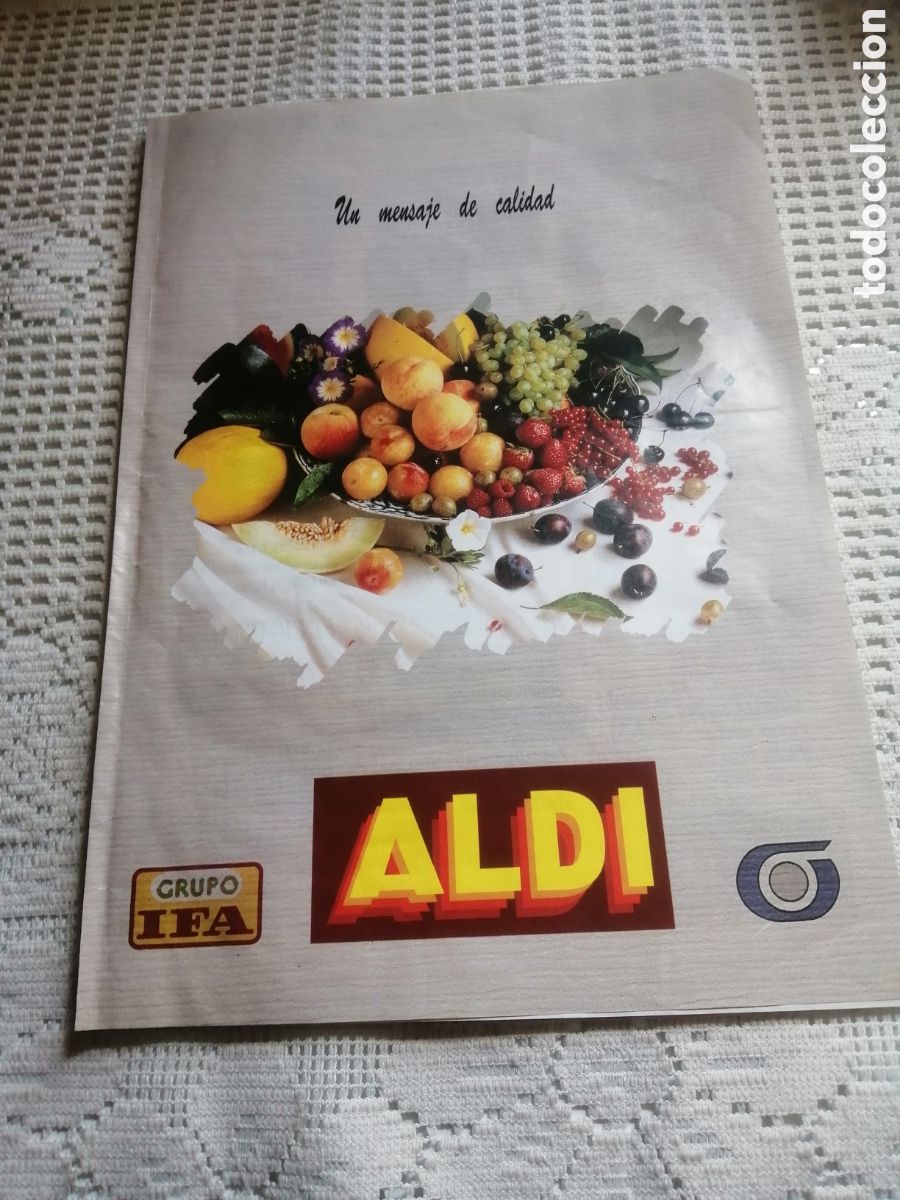 todocoleccion
Un mensaje de calidad
ALDI
GRUPO
IFA